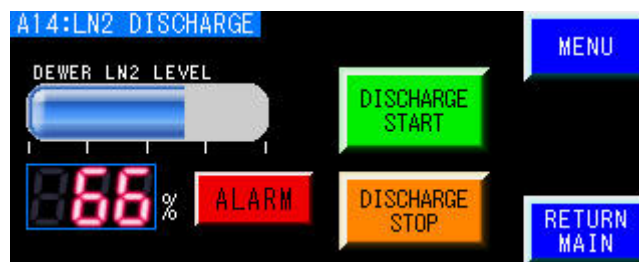 A14:LN2 DISCHARGE
MENU
DEWER LN2 LEVEL
DISCHARGE
START
66 %
ALARM
DISCHARGE
STOP
RETURN
MAIN